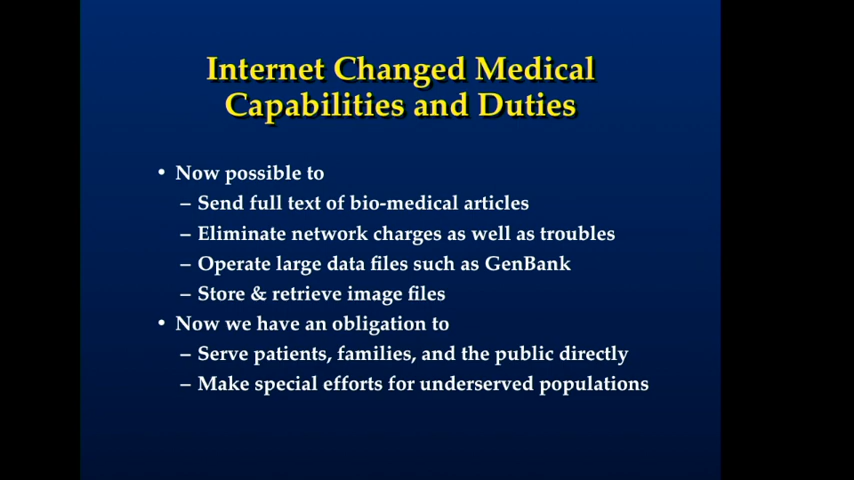 Internet Changed Medical
Capabilities and Duties
• Now possible to
– Send full text of bio-medical articles
– Eliminate network charges as well as troubles
– Operate large data files such as GenBank
– Store & retrieve image files
• Now we have an obligation to
– Serve patients, families, and the public directly
– Make special efforts for underserved populations